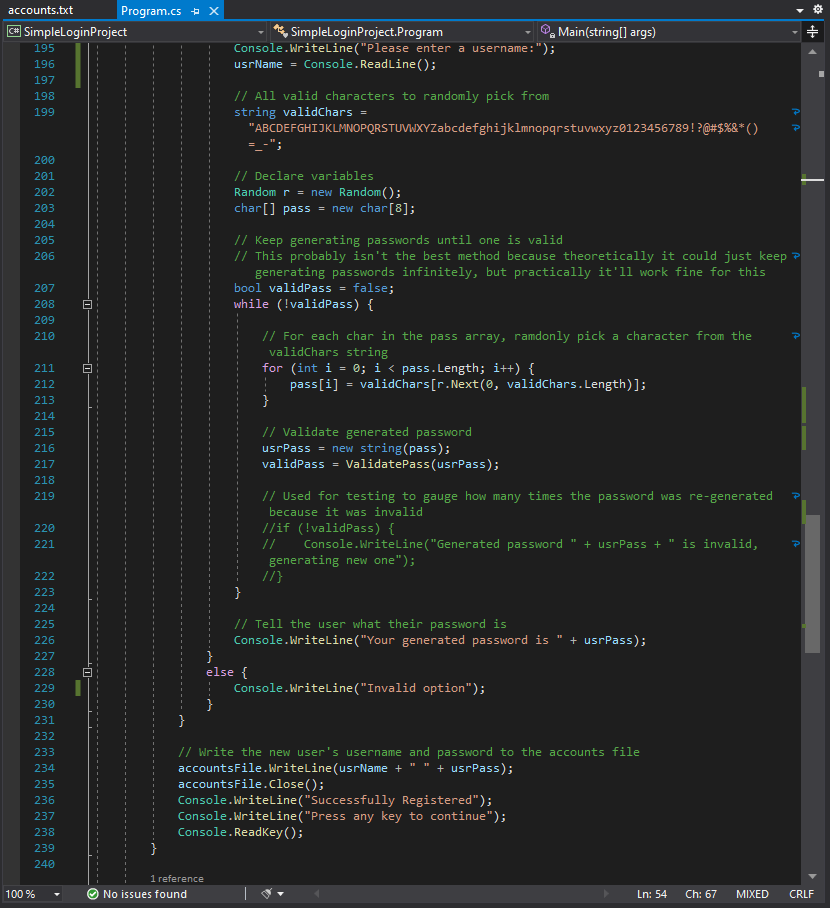 accounts.txt Program.cs
C# SimpleLoginProject SimpleLoginProject.Program Main(string[] args)
195 Console.WriteLine("Please enter a username:");
196 usrName = Console.ReadLine();
197
198 // All valid characters to randomly pick from
199 string validChars =
"ABCDEFGHIJKLMNOPQRSTUVWXYZabcdefghijklmnopqrstuvwxyz0123456789!?@#$%&*()
=_-";
200
201 // Declare variables
202 Random r = new Random();
203 char[] pass = new char[8];
204
205 // Keep generating passwords until one is valid
206 // This probably isn't the best method because theoretically it could just keep
generating passwords infinitely, but practically it'll work fine for this
207 bool validPass = false;
208 while (!validPass) {
209
210 // For each char in the pass array, ramdonly pick a character from the
validChars string
211 for (int i = 0; i < pass.Length; i++) {
212 pass[i] = validChars[r.Next(0, validChars.Length)];
213 }
214
215 // Validate generated password
216 usrPass = new string(pass);
217 validPass = ValidatePass(usrPass);
218
219 // Used for testing to gauge how many times the password was re-generated
because it was invalid
220 //if (!validPass) {
221 // Console.WriteLine("Generated password " + usrPass + " is invalid,
generating new one");
222 //}
223 }
224
225 // Tell the user what their password is
226 Console.WriteLine("Your generated password is " + usrPass);
227 }
228 else {
229 Console.WriteLine("Invalid option");
230 }
231 }
232
233 // Write the new user's username and password to the accounts file
234 accountsFile.WriteLine(usrName + " " + usrPass);
235 accountsFile.Close();
236 Console.WriteLine("Successfully Registered");
237 Console.WriteLine("Press any key to continue");
238 Console.ReadKey();
239 }
240
1 reference
100 % No issues found Ln: 54 Ch: 67 MIXED CRLF